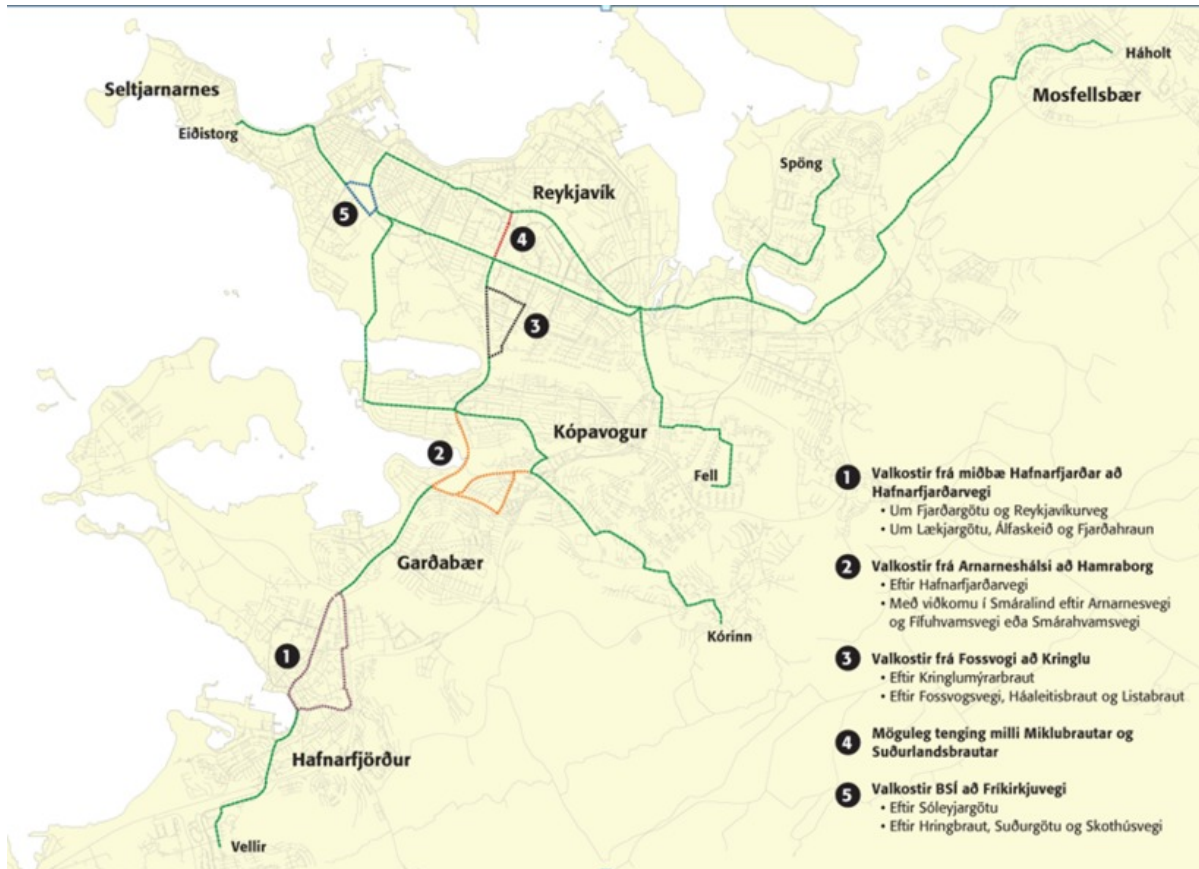 Háholt
Seltjarnarnes
Mosfellsbær
Eiðistorg
Spöng
Reykjavík
5
4
3
Kópavogur
2
Fell
Garðabær
Kórinn
1
Hafnarfjörður
Vellir
1 Valkostir frá miðbæ Hafnarfjarðar að
Hafnarfjarðarvegi
• Um Fjarðargötu og Reykjavíkurveg
• Um Lækjargötu, Álfaskeið og Fjarðahraun
2 Valkostir frá Arnarneshálsi að Hamraborg
• Eftir Hafnarfjarðarvegi
• Með viðkomu í Smáralind eftir Arnarnesvegi
og Fífuhvamsvegi eða Smárahvamsvegi
3 Valkostir frá Fossvogi að Kringlu
• Eftir Kringlumýrarbraut
• Eftir Fossvogsvegi, Háaleitisbraut og Listabraut
4 Möguleg tenging milli Miklubrautar og
Suðurlandsbrautar
5 Valkostir BSÍ að Fríkirkjuvegi
• Eftir Sóleyjargötu
• Eftir Hringbraut, Suðurgötu og Skothúsvegi